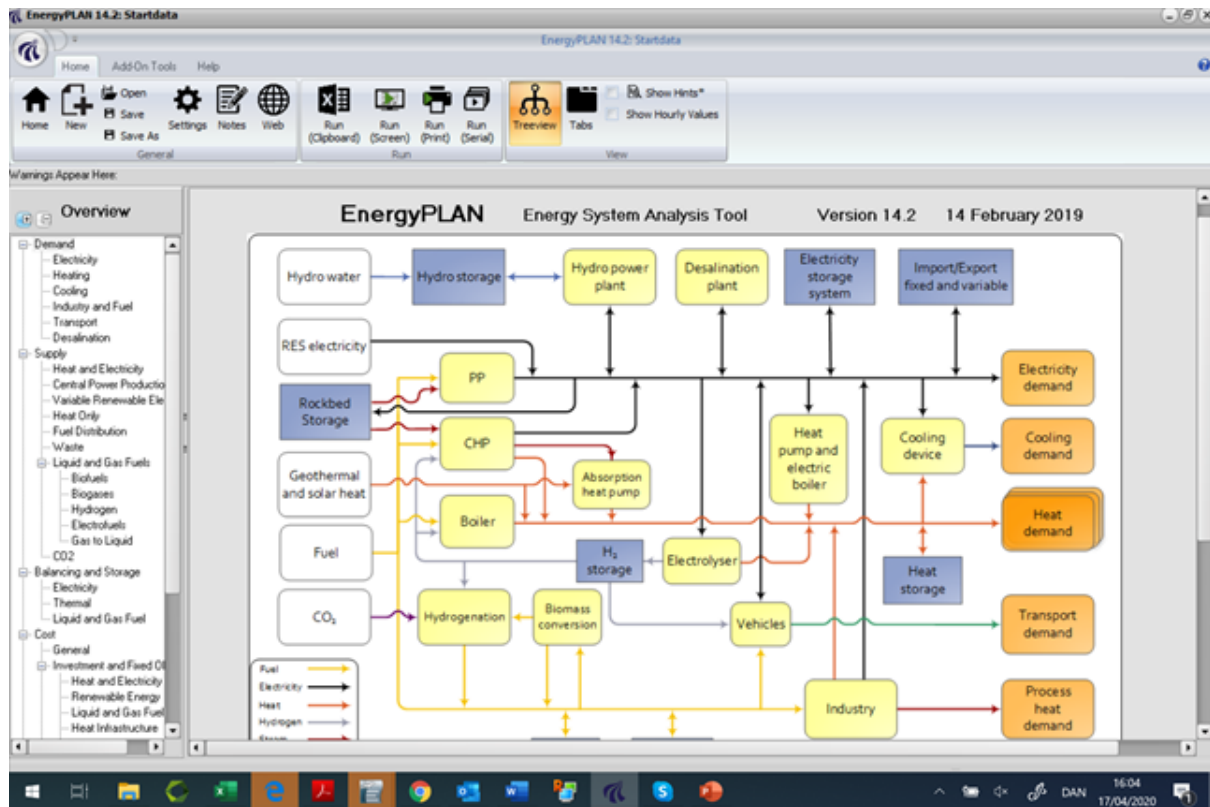 EnergyPLAN 14.2: Startdata
EnergyPLAN 14.2: Startdata
Home Add-On Tools Help
Home
New
Open
Save
Save As
Settings
Notes
Web
General
Run (Clipboard)
Run (Screen)
Run (Print)
Run (Serial)
Run
Treeview
Tabs
Show Hints*
Show Hourly Values
View
Warnings Appear Here:
Overview
Demand
Electricity
Heating
Cooling
Industry and Fuel
Transport
Desalination
Supply
Heat and Electricity
Central Power Productio
Variable Renewable Ele
Heat Only
Fuel Distribution
Waste
Liquid and Gas Fuels
Biofuels
Biogases
Hydrogen
Electrofuels
Gas to Liquid
CO2
Balancing and Storage
Electricity
Thermal
Liquid and Gas Fuel
Cost
General
Investment and Fixed O
Heat and Electricity
Renewable Energy
Liquid and Gas Fuel
Heat Infrastructure
EnergyPLAN Energy System Analysis Tool Version 14.2 14 February 2019
Hydro water
Hydro storage
Hydro power
plant
Desalination
plant
Electricity
storage
system
Import/Export
fixed and variable
RES electricity
PP
Electricity
demand
Rockbed
Storage
CHP
Heat
pump and
electric
boiler
Cooling
device
Cooling
demand
Geothermal
and solar heat
Absorption
heat pump
Boiler
Heat
demand
Fuel
H₂
storage
Electrolyser
Heat
storage
CO₂
Hydrogenation
Biomass
conversion
Vehicles
Transport
demand
Fuel
Electricity
Heat
Hydrogen
Steam
Industry
Process
heat
demand
DAN
16:04
17/04/2020